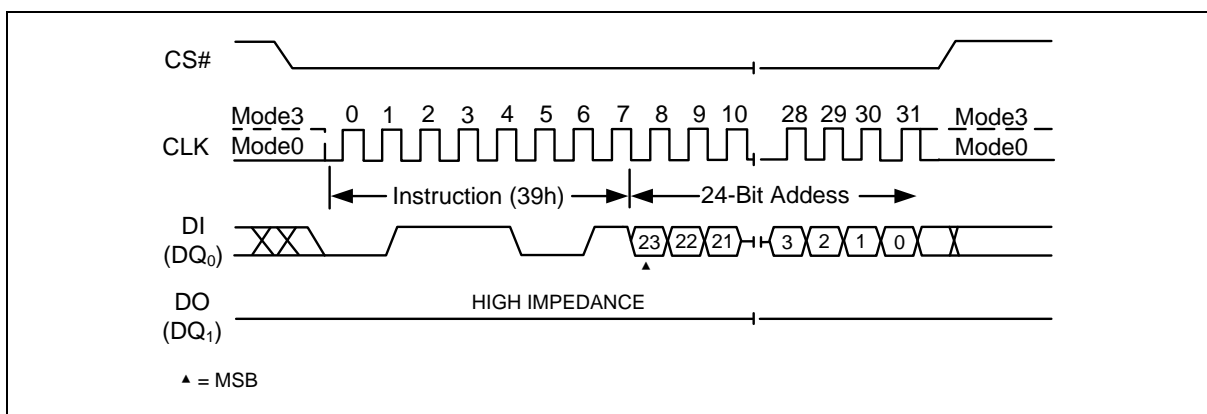 CS#
Mode3 0 1 2 3 4 5 6 7 8 9 10 28 29 30 31 Mode3
CLK Mode0 Mode0
Instruction (39h) 24-Bit Addess
DI
(DQ0) 23 22 21 3 2 1 0
DO HIGH IMPEDANCE
(DQ1)
▲ = MSB